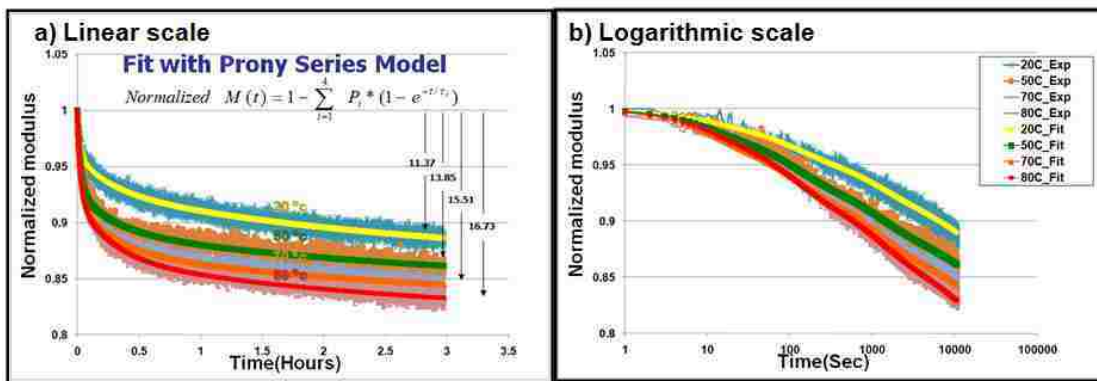 a) Linear scale
Fit with Prony Series Model
Normalized M (t) = 1 - 4 ∑ i=1 P_i * (1 - e^{-t/τ_i})
1.05
1
0.95
0.9
0.85
0.8
Normalized modulus
11.37
13.85
15.51
16.73
20 °c
50 °c
70 °c
80 °c
0
0.5
1
1.5
2
2.5
3
3.5
Time(Hours)
b) Logarithmic scale
1.05
1
0.95
0.9
0.85
0.8
Normalized modulus
20C_Exp
50C_Exp
70C_Exp
80C_Exp
20C_Fit
50C_Fit
70C_Fit
80C_Fit
1
10
100
1000
10000
100000
Time(Sec)